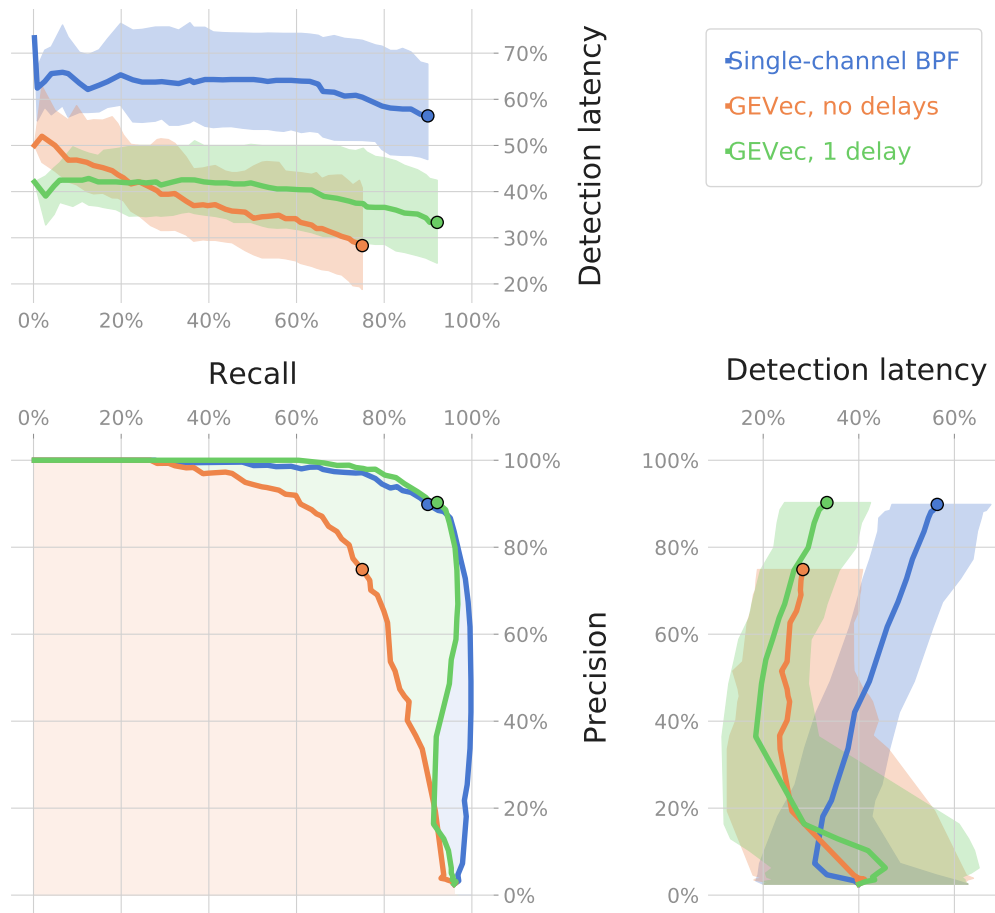 70%
60%
50%
40%
30%
20%
0% 20% 40% 60% 80% 100%
Detection latency
Single-channel BPF
GEVec, no delays
GEVec, 1 delay
Recall
0% 20% 40% 60% 80% 100%
100%
80%
60%
40%
20%
0%
Precision
Detection latency
20% 40% 60%
100%
80%
60%
40%
20%
0%